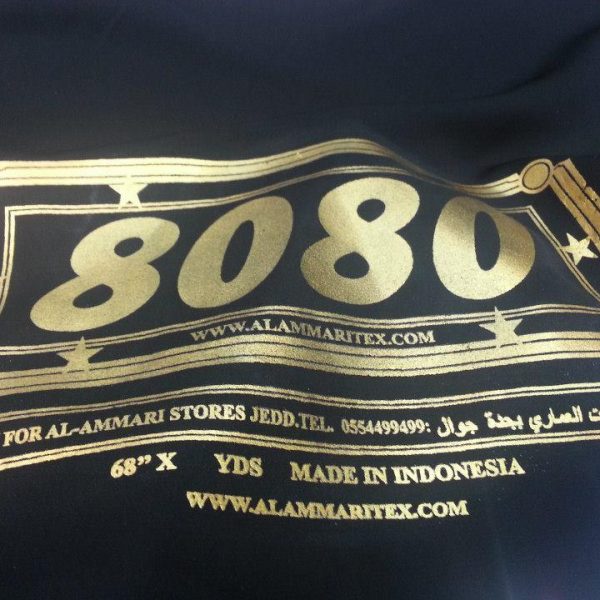 8080
WWW.ALAMMARITEX.COM
FOR AL-AMMARI STORES JEDD.TEL. 0554499499: بجدة جوال
68" X YDS MADE IN INDONESIA
WWW.ALAMMARITEX.COM